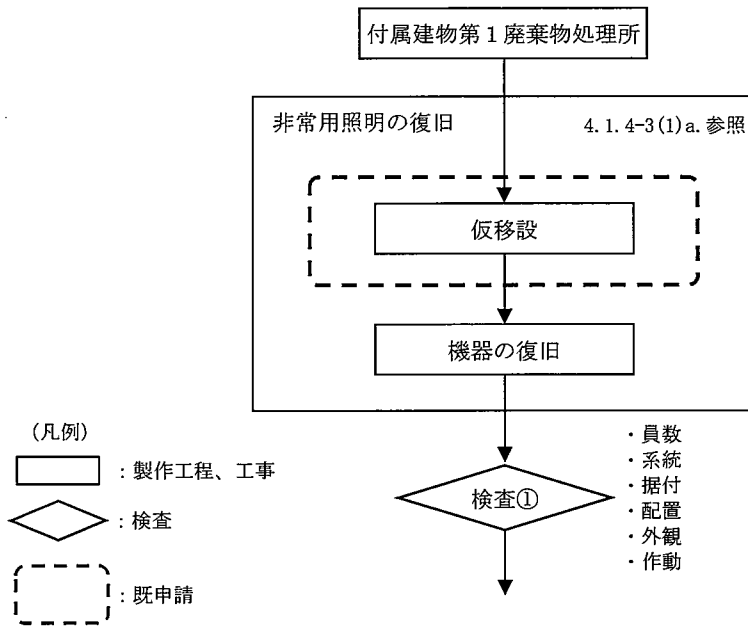 付属建物第1廃棄物処理所
非常用照明の復旧
4.1.4-3(1)a.参照
仮移設
機器の復旧
検査①
・員数
・系統
・据付
・配置
・外観
・作動
(凡例)
：製作工程、工事
：検査
：既申請